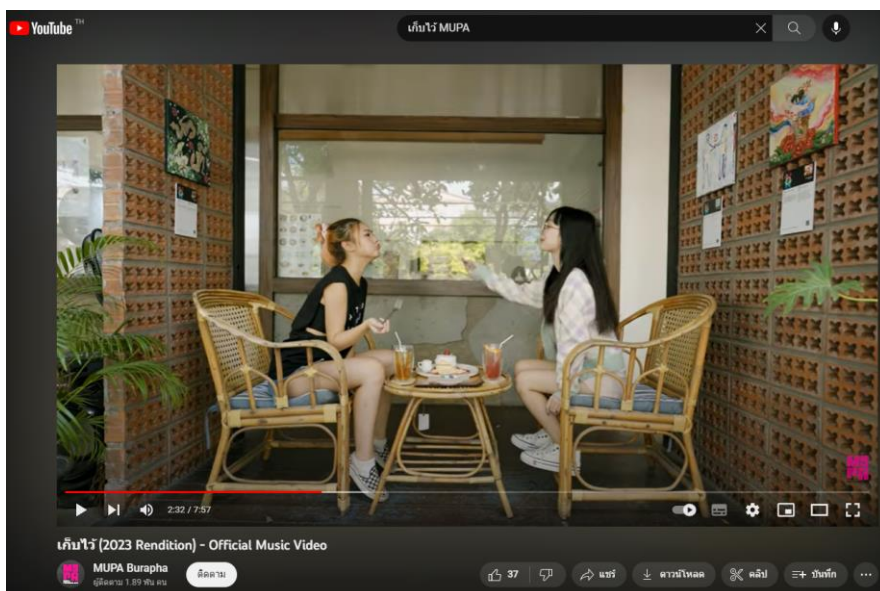 YouTube TH
เก็บไว้ MUPA
2:32 / 7:57
เก็บไว้ (2023 Rendition) - Official Music Video
MUPA Burapha
ผู้ติดตาม 1.89 พัน คน
ติดตาม
37
แชร์
ดาวน์โหลด
คลิป
บันทึก